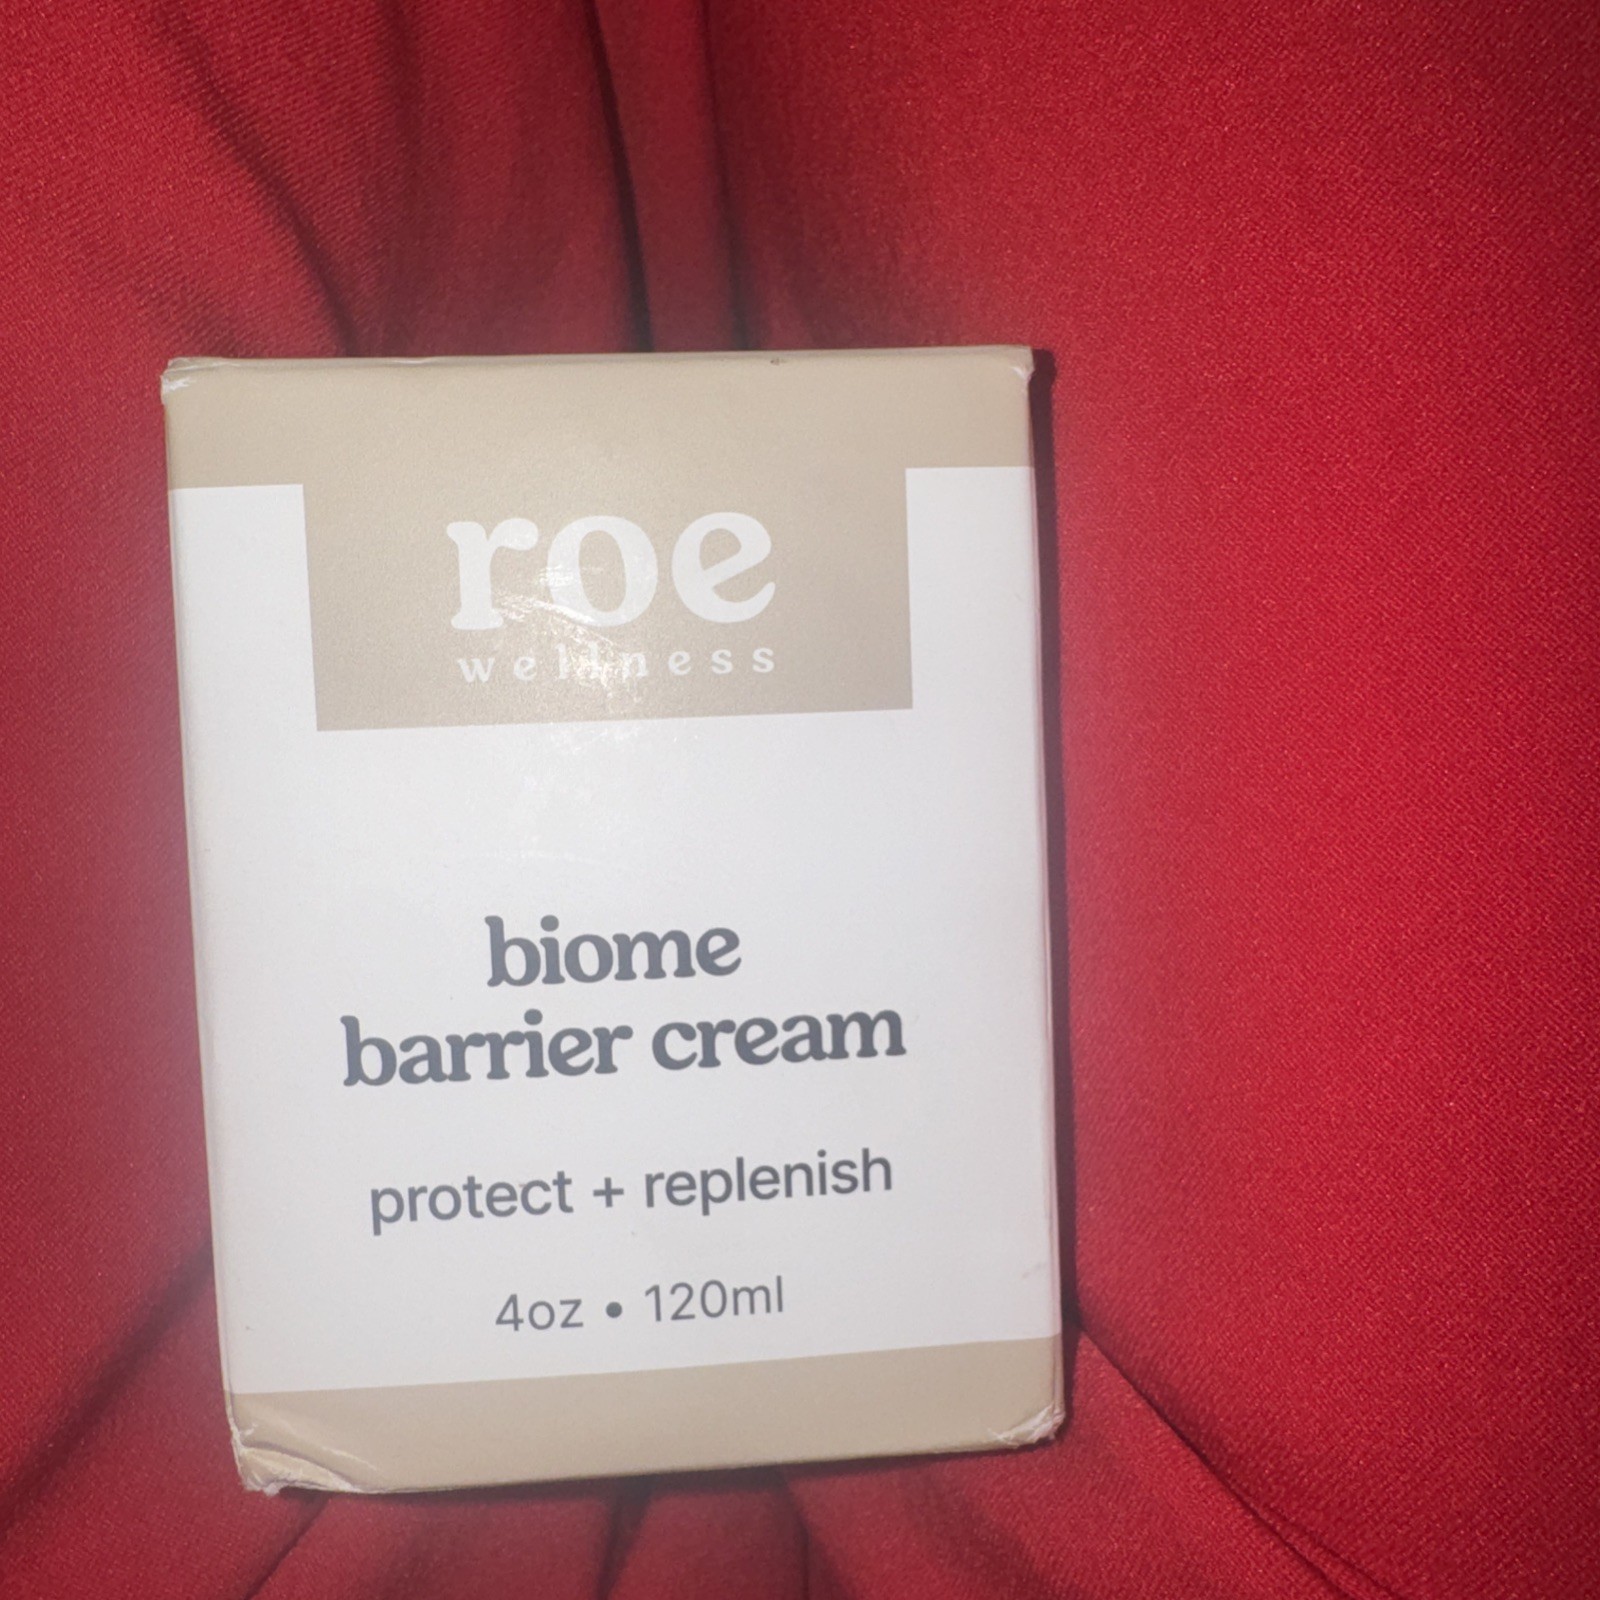 roe
wellness
biome
barrier cream
protect + replenish
4oz • 120ml